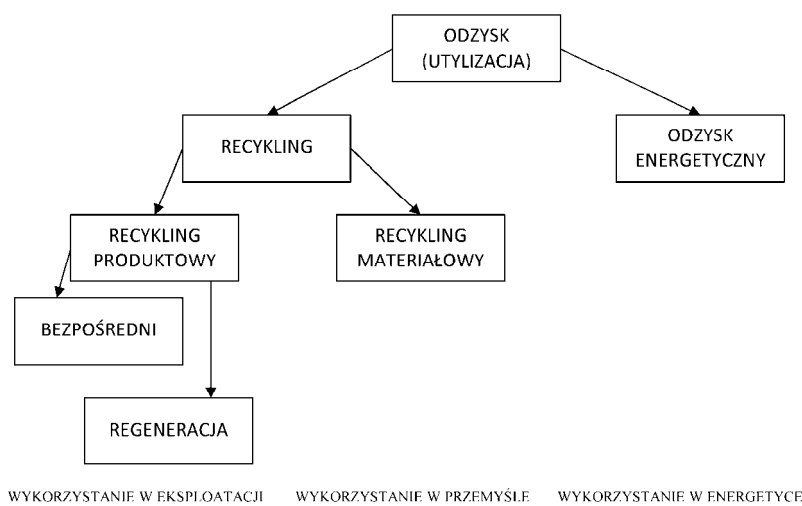 ODZYSK
(UTYLIZACJA)
RECYKLING
ODZYSK
ENERGETYCZNY
RECYKLING
PRODUKTOWY
RECYKLING
MATERIAŁOWY
BEZPOŚREDNI
REGENERACJA
WYKORZYSTANIE W EKSPLOATACJI
WYKORZYSTANIE W PRZEMYŚLE
WYKORZYSTANIE W ENERGETYCE